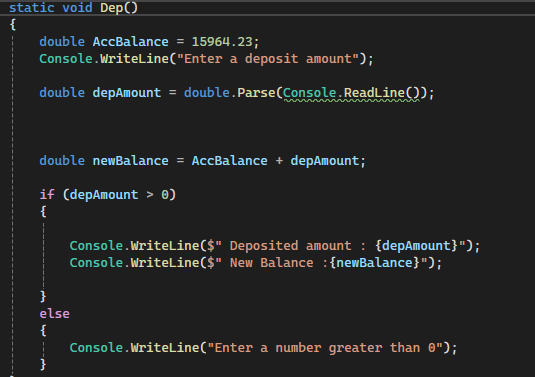 static void Dep()
{
double AccBalance = 15964.23;
Console.WriteLine("Enter a deposit amount");
double depAmount = double.Parse(Console.ReadLine());
double newBalance = AccBalance + depAmount;
if (depAmount > 0)
{
Console.WriteLine($" Deposited amount : {depAmount}");
Console.WriteLine($" New Balance :{newBalance}");
}
else
{
Console.WriteLine("Enter a number greater than 0");
}